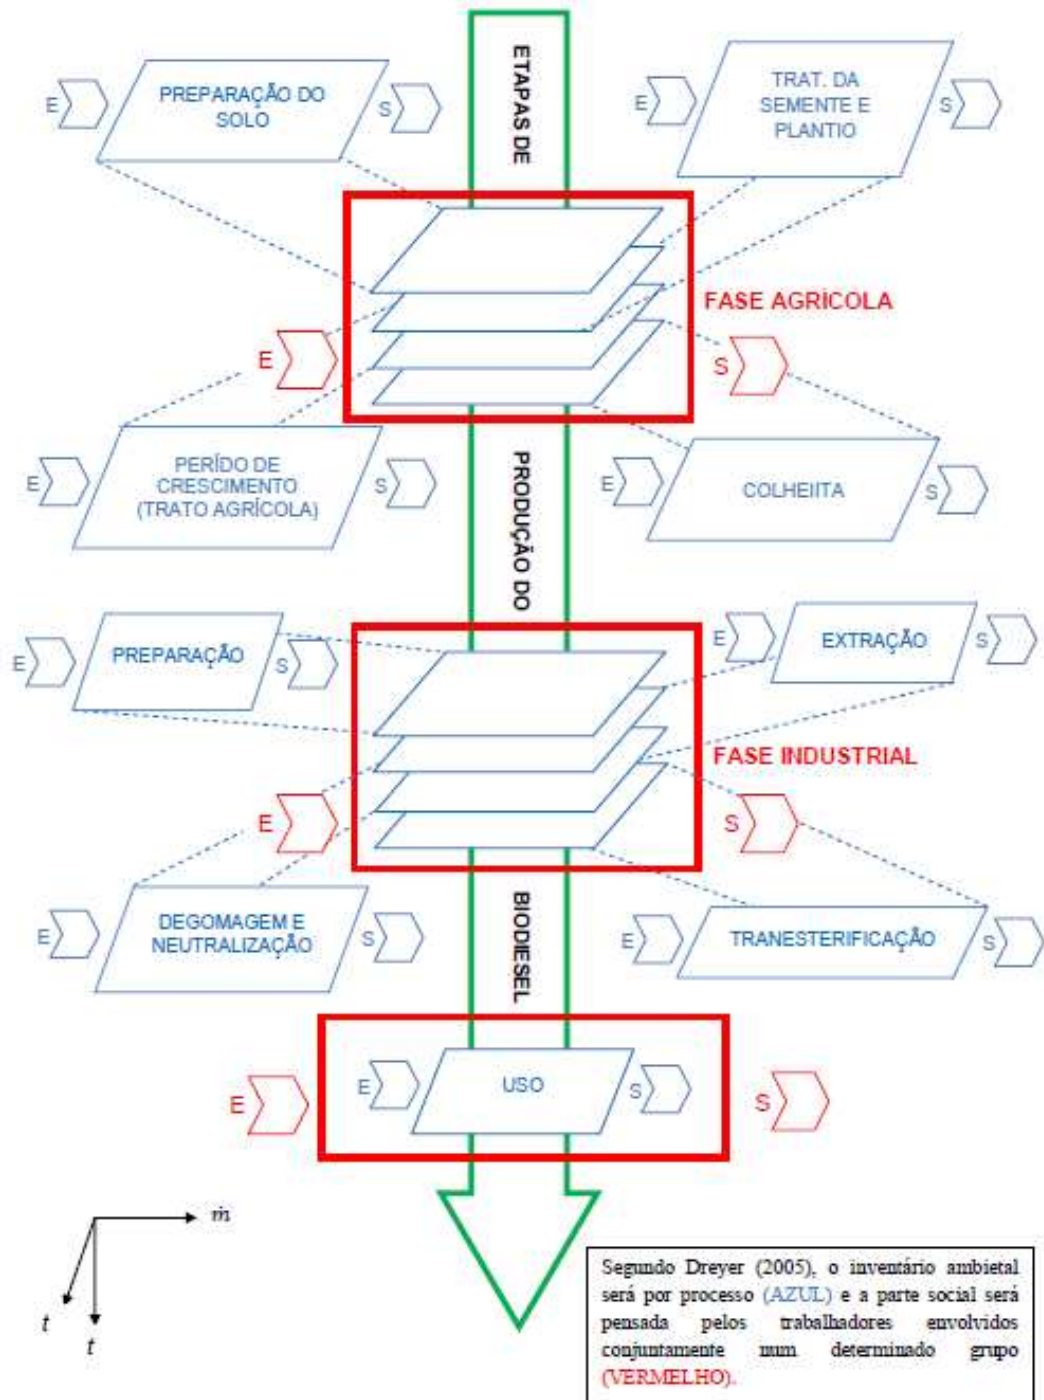 ETAPAS DE
E
PREPARAÇÃO DO
SOLO
S
E
TRAT. DA
SEMENTE E
PLANTIO
S
FASE AGRÍCOLA
E
S
E
PERÍDO DE
CRESCIMENTO
(TRATO AGRÍCOLA)
S
E
COLHEIITA
S
PRODUÇÃO DO
E
PREPARAÇÃO
S
E
EXTRAÇÃO
S
FASE INDUSTRIAL
E
S
E
DEGOMAGEM E
NEUTRALIZAÇÃO
S
E
TRANESTERIFICAÇÃO
S
BIODIESEL
E
E
USO
S
S
ṁ
t
t
Segundo Dreyer (2005), o inventário ambietal
será por processo (AZUL) e a parte social será
pensada pelos trabalhadores envolvidos
conjuntamente num determinado grupo
(VERMELHO).